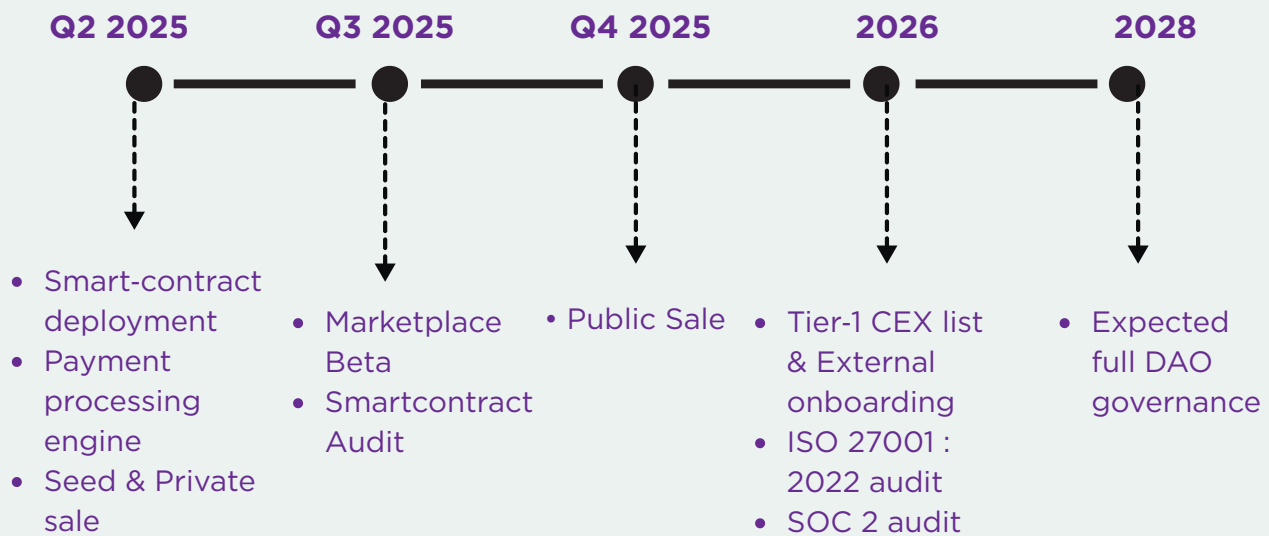 Q2 2025
Q3 2025
Q4 2025
2026
2028
• Smart-contract
deployment
• Payment
processing
engine
• Seed & Private
sale
• Marketplace
Beta
• Smartcontract
Audit
• Public Sale
• Tier-1 CEX list
& External
onboarding
• ISO 27001 :
2022 audit
• SOC 2 audit
• Expected
full DAO
governance